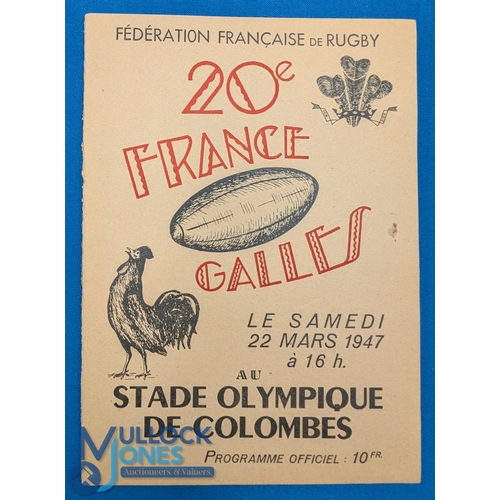 FÉDÉRATION FRANÇAISE DE RUGBY
20e
FRANCE
GALLES
LE SAMEDI
22 MARS 1947
à 16 h.
AU
STADE OLYMPIQUE
DE COLOMBES
PROGRAMME OFFICIEL : 10 FR.
MULLOCK
JONES
Auctioneers & Valuers